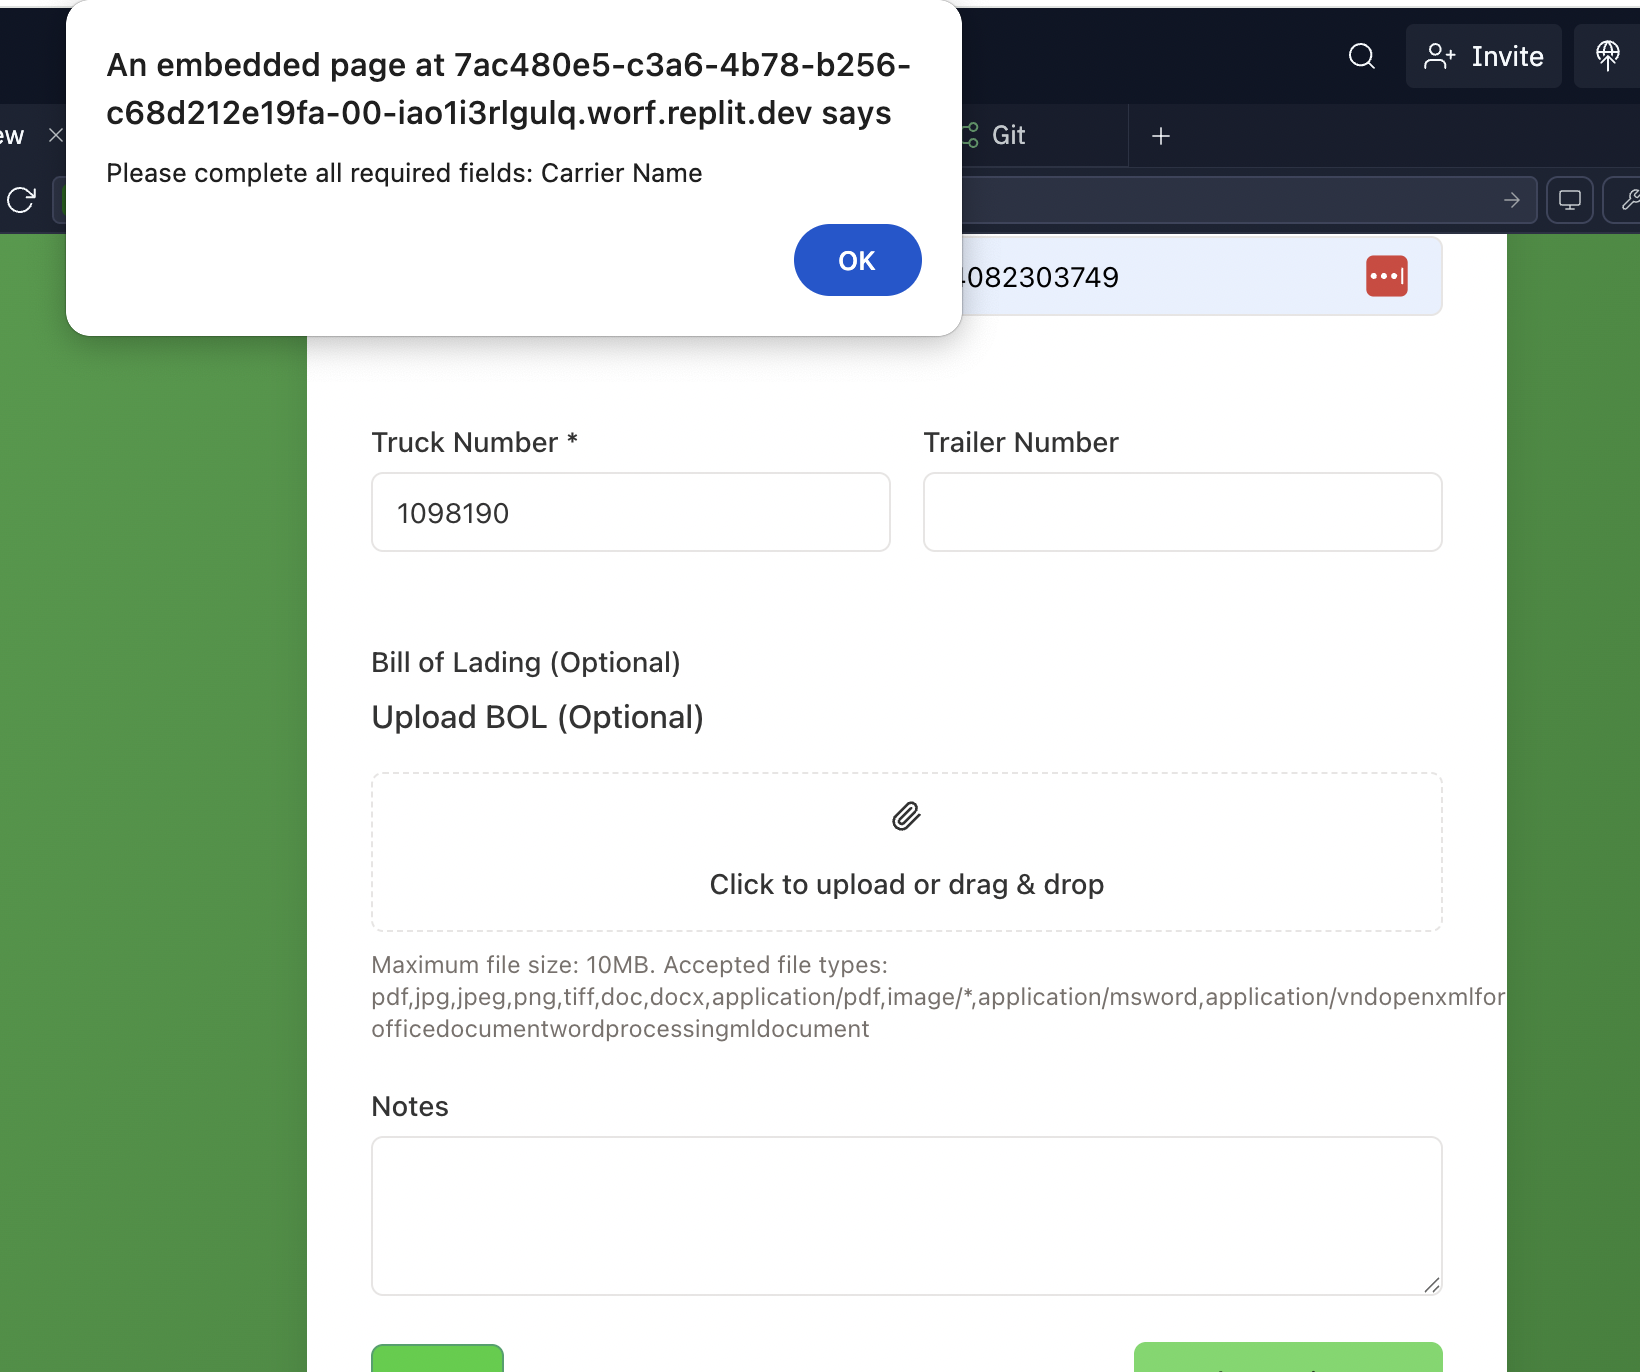 An embedded page at 7ac480e5-c3a6-4b78-b256-
c68d212e19fa-00-iao1i3rlgulq.worf.replit.dev says
Please complete all required fields: Carrier Name
OK
Invite
Git
4082303749
Truck Number *
Trailer Number
1098190
Bill of Lading (Optional)
Upload BOL (Optional)
Click to upload or drag & drop
Maximum file size: 10MB. Accepted file types:
pdf,jpg,jpeg,png,tiff,doc,docx,application/pdf,image/*,application/msword,application/vndopenxmlfor
officedocumentwordprocessingmldocument
Notes